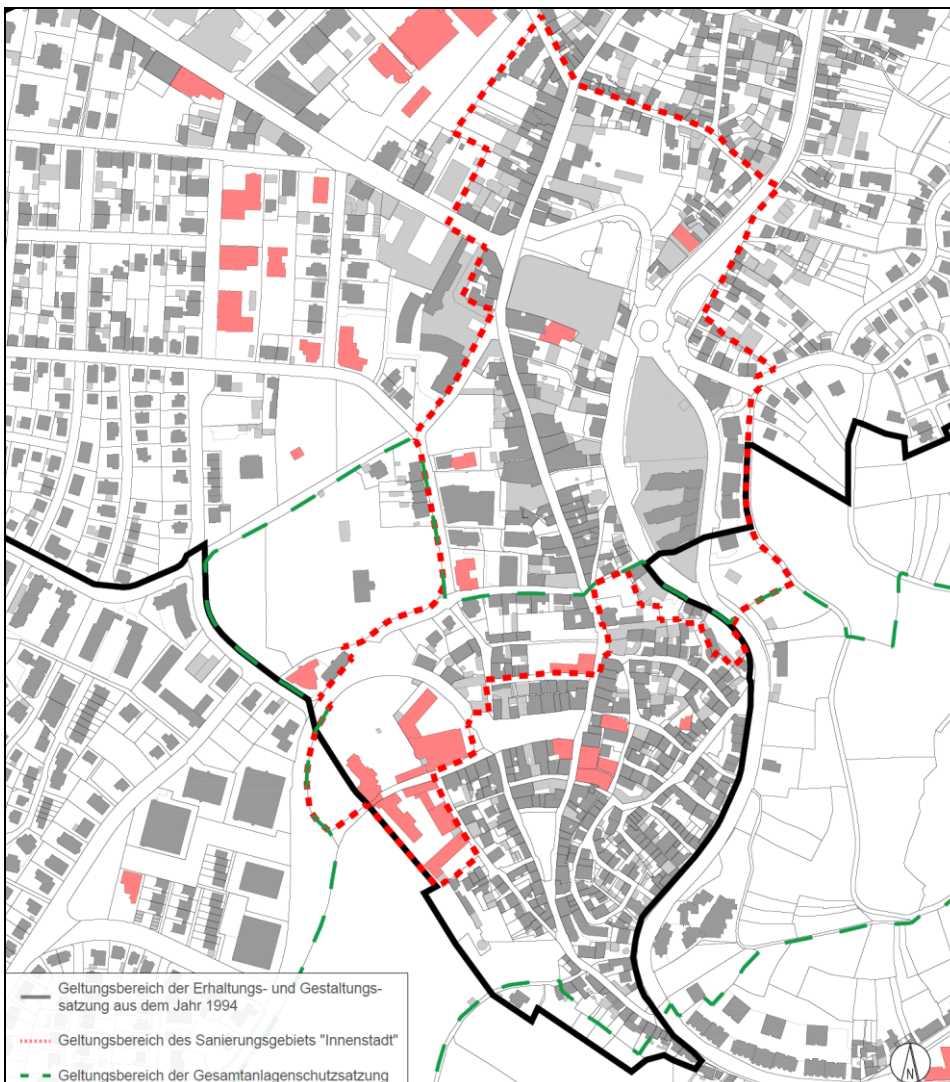 Geltungsbereich der Erhaltungs- und Gestaltungs-
satzung aus dem Jahr 1994
Geltungsbereich des Sanierungsgebiets "Innenstadt"
Geltungsbereich der Gesamtanlagenschutzsatzung
N